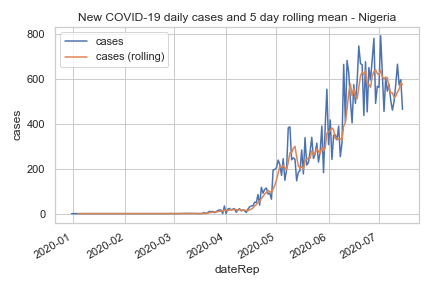 New COVID-19 daily cases and 5 day rolling mean - Nigeria
cases
cases (rolling)
800
600
400
200
0
cases
2020-01
2020-02
2020-03
2020-04
2020-05
2020-06
2020-07
dateRep